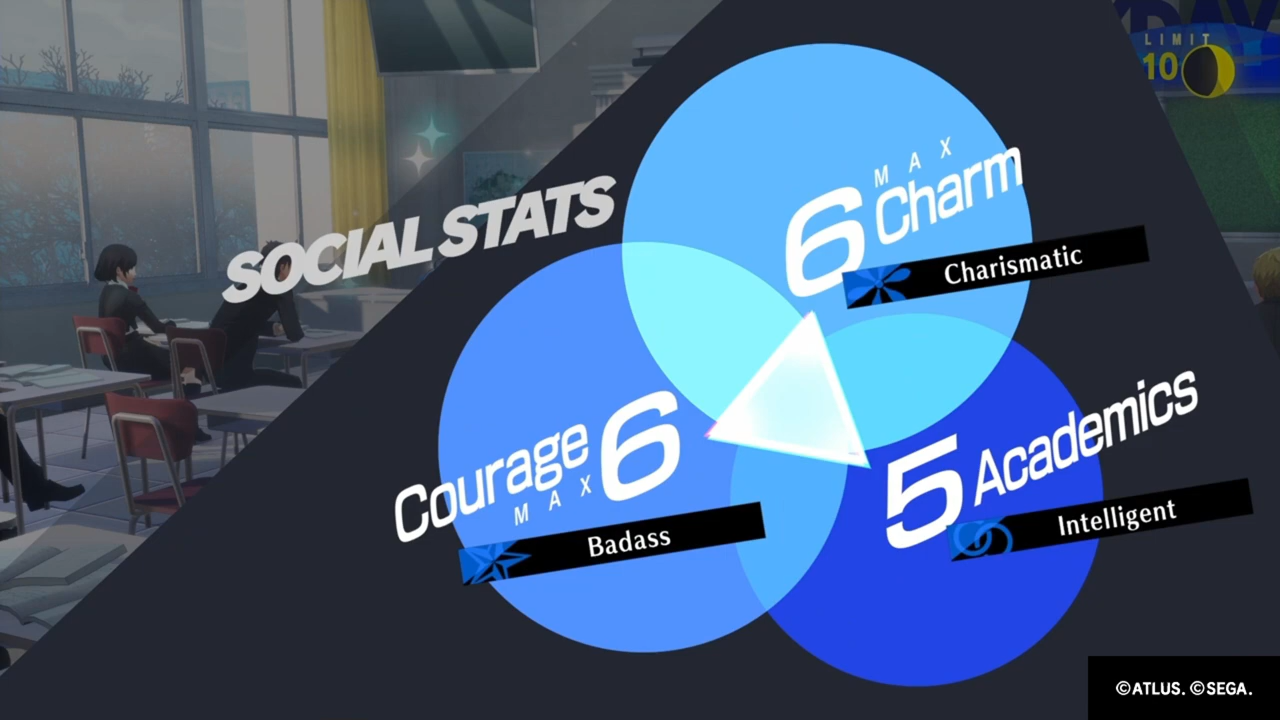 LIMIT
10
SOCIAL STATS
MAX
6 Charm
Charismatic
Courage 6
MAX
Badass
5 Academics
Intelligent
©ATLUS. ©SEGA.